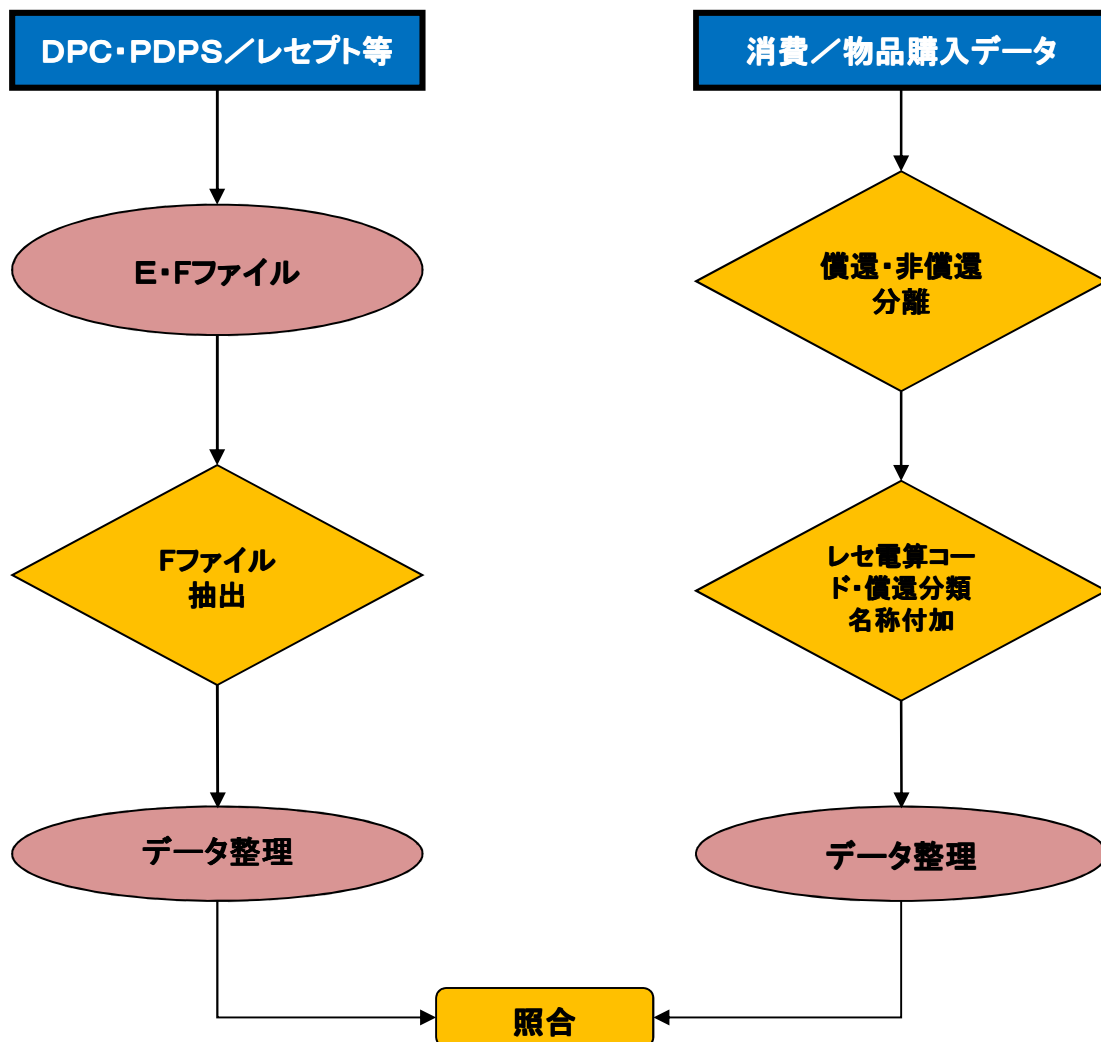 DPC・PDPS／レセプト等
E・Fファイル
Fファイル
抽出
データ整理
消費／物品購入データ
償還・非償還
分離
レセ電算コー
ド・償還分類
名称付加
データ整理
照合